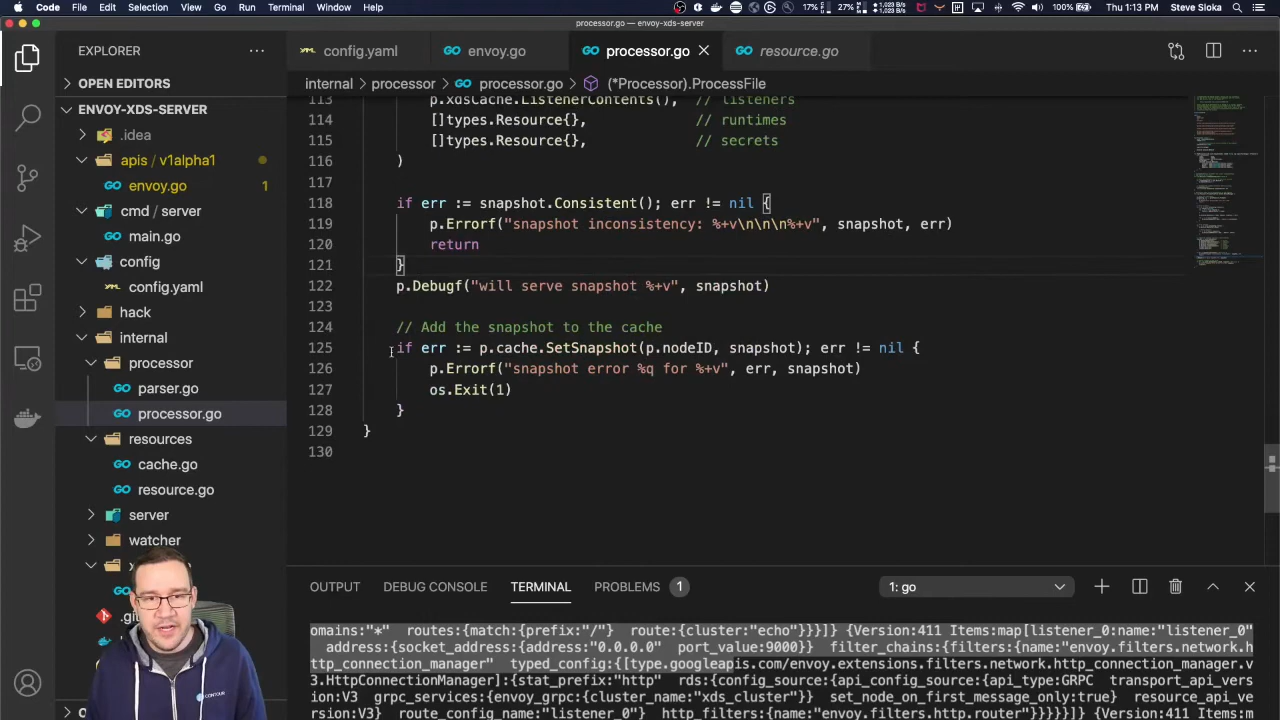 Code File Edit Selection View Go Run Terminal Window Help 17% 6% 100% Thu 1:13 PM Steve Sloka
processor.go — envoy-xds-server
EXPLORER
config.yaml envoy.go processor.go resource.go
OPEN EDITORS
internal processor processor.go (*Processor).ProcessFile
ENVOY-XDS-SERVER
.idea
apis / v1alpha1
envoy.go 1
cmd / server
main.go
config
config.yaml
hack
internal
processor
parser.go
processor.go
resources
cache.go
resource.go
server
watcher
113 p.xdsCache.ListenerContents(), // listeners
114 []types.Resource{}, // runtimes
115 []types.Resource{}, // secrets
116 )
117
118 if err := snapshot.Consistent(); err != nil {
119 p.Errorf("snapshot inconsistency: %+v\n\n\n%+v", snapshot, err)
120 return
121 }
122 p.Debugf("will serve snapshot %+v", snapshot)
123
124 // Add the snapshot to the cache
125 if err := p.cache.SetSnapshot(p.nodeID, snapshot); err != nil {
126 p.Errorf("snapshot error %q for %+v", err, snapshot)
127 os.Exit(1)
128 }
129 }
130
OUTPUT DEBUG CONSOLE TERMINAL PROBLEMS 1 1: go
omains:"*" routes:{match:{prefix:"/"} route:{cluster:"echo"}}}]} {Version:411 Items:map[listener_0:name:"listener_0"
address:{socket_address:{address:"0.0.0.0" port_value:9000}} filter_chains:{filters:{name:"envoy.filters.network.h
ttp_connection_manager" typed_config:{[type.googleapis.com/envoy.extensions.filters.network.http_connection_manager.v
3.HttpConnectionManager]:{stat_prefix:"http" rds:{config_source:{api_config_source:{api_type:GRPC transport_api_vers
ion:V3 grpc_services:{envoy_grpc:{cluster_name:"xds_cluster"}} set_node_on_first_message_only:true} resource_api_ve
rsion:V3} route_config_name:"listener_0"} http_filters:{name:"envoy.filters.http.router"}}}}}]} {Version:411 Items:m
CONTOUR